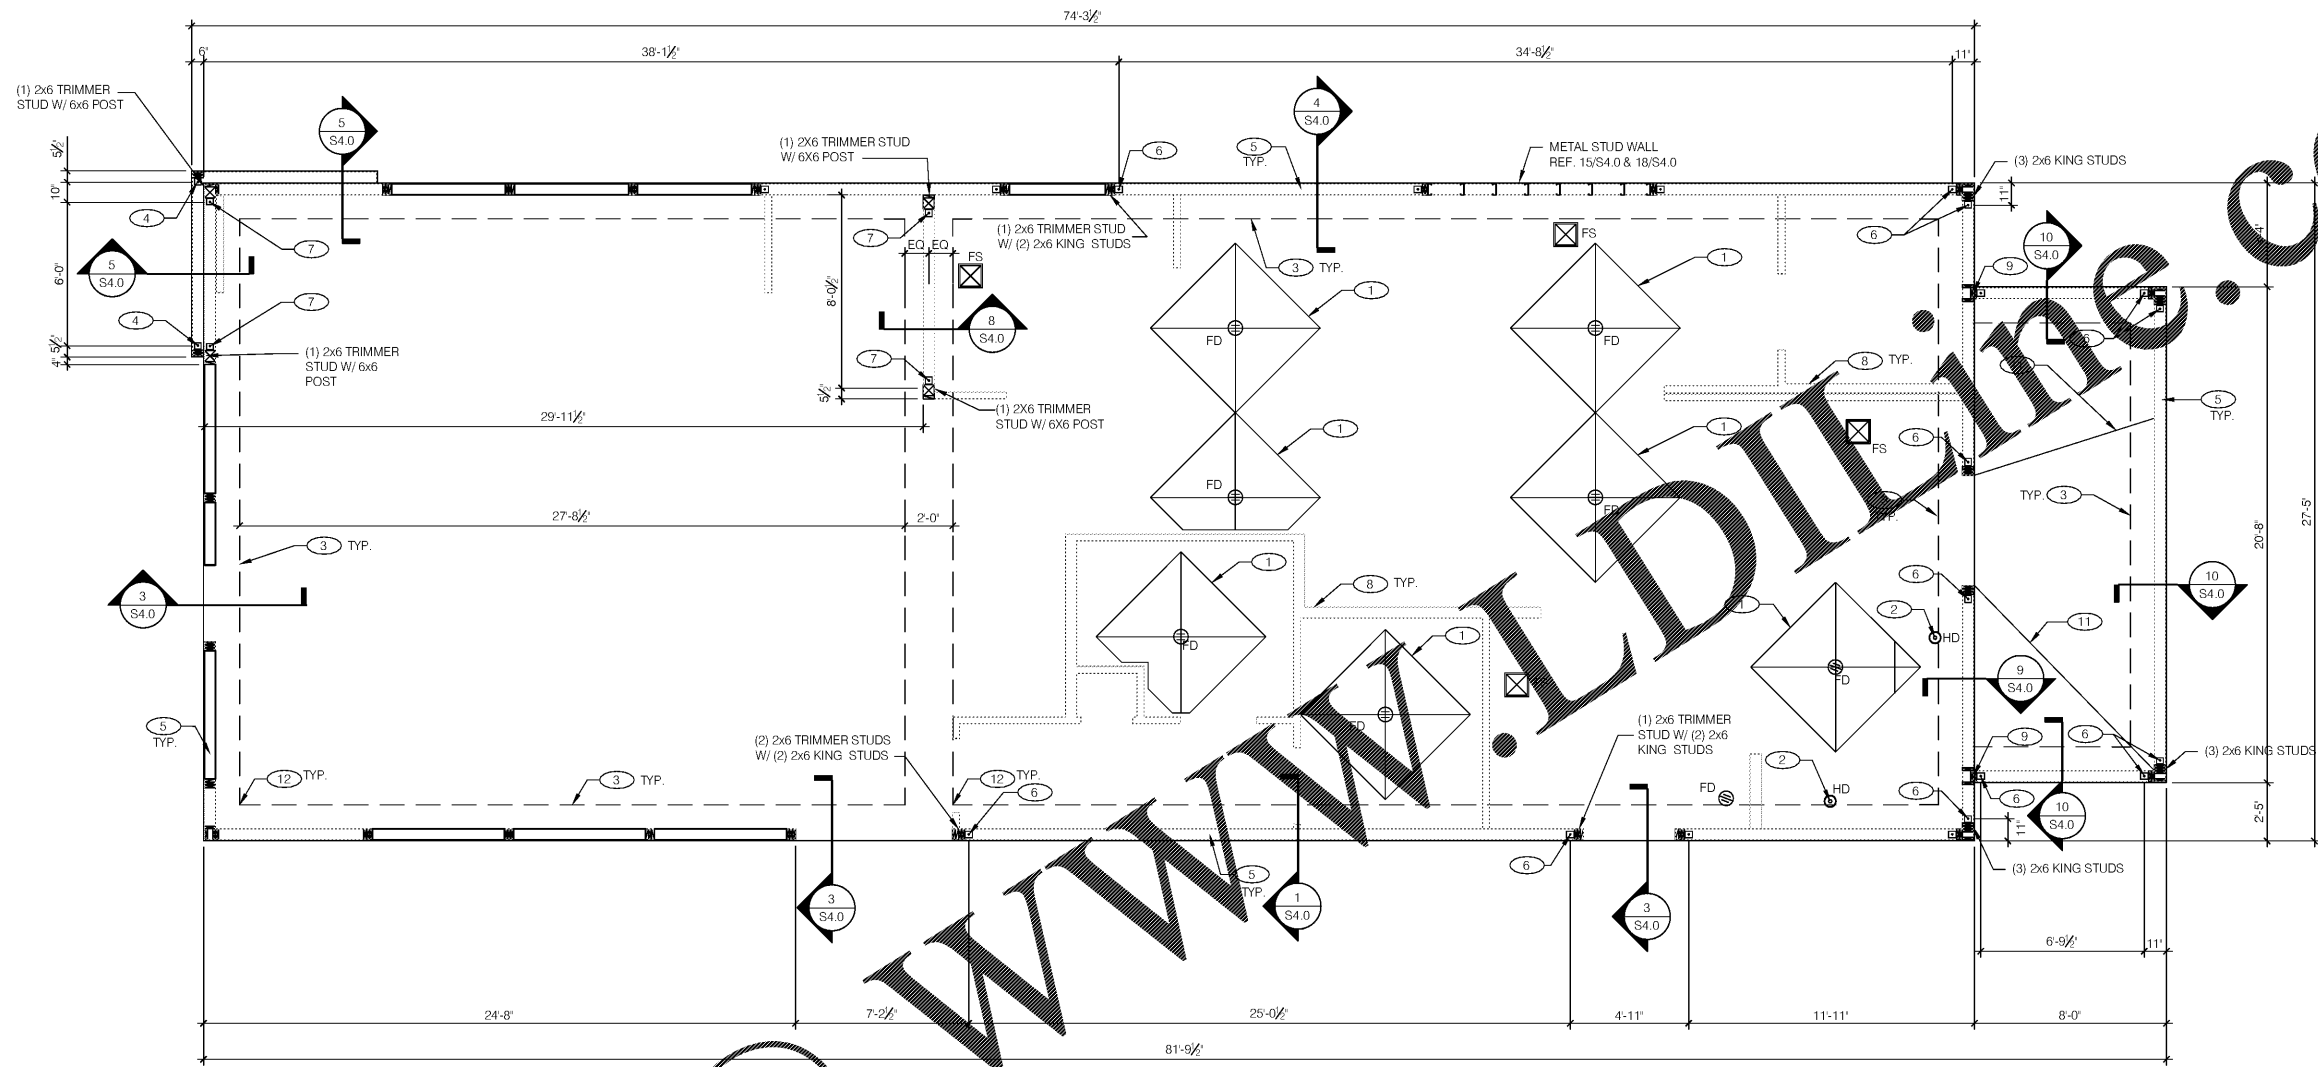 74'-3½"
6"
38'-1½"
34'-8½"
11"
(1) 2x6 TRIMMER
STUD W/ 6x6 POST
5
S4.0
4
S4.0
(1) 2X6 TRIMMER STUD
W/ 6X6 POST
6
5
TYP.
METAL STUD WALL
REF. 15/S4.0 & 18/S4.0
(3) 2x6 KING STUDS
5½"
10"
11"
4
7
7
EQ
EQ
(1) 2x6 TRIMMER STUD
W/ (2) 2x6 KING STUDS
FS
6
10
S4.0
5
S4.0
6'-0"
FS
3
TYP.
1
9
7
1
8'-0½"
4
8
S4.0
FD
FD
6
5½"
4"
(1) 2x6 TRIMMER
STUD W/ 6x6
POST
7
8
TYP.
5½"
29'-11½"
(1) 2X6 TRIMMER
STUD W/ 6X6 POST
1
1
FS
6
5
TYP.
FD
FD
27'-8½"
2'-0"
TYP.
3
20'-8"
27'-5"
3
TYP.
1
8
TYP.
6
10
S4.0
3
S4.0
1
2
HD
11
FD
1
FD
9
S4.0
5
TYP.
(2) 2x6 TRIMMER STUDS
W/ (2) 2x6 KING STUDS
FD
(1) 2x6 TRIMMER
STUD W/ (2) 2x6
KING STUDS
9
6
(3) 2x6 KING STUDS
12
TYP.
3
TYP.
12
TYP.
6
2
HD
FD
6
6
10
S4.0
2'-5"
11"
6
5
TYP.
(3) 2x6 KING STUDS
3
S4.0
1
S4.0
3
S4.0
6'-9½"
11"
24'-8"
7'-2½"
25'-0½"
4'-11"
11'-11"
8'-0"
81'-9½"
www.LDILine.c